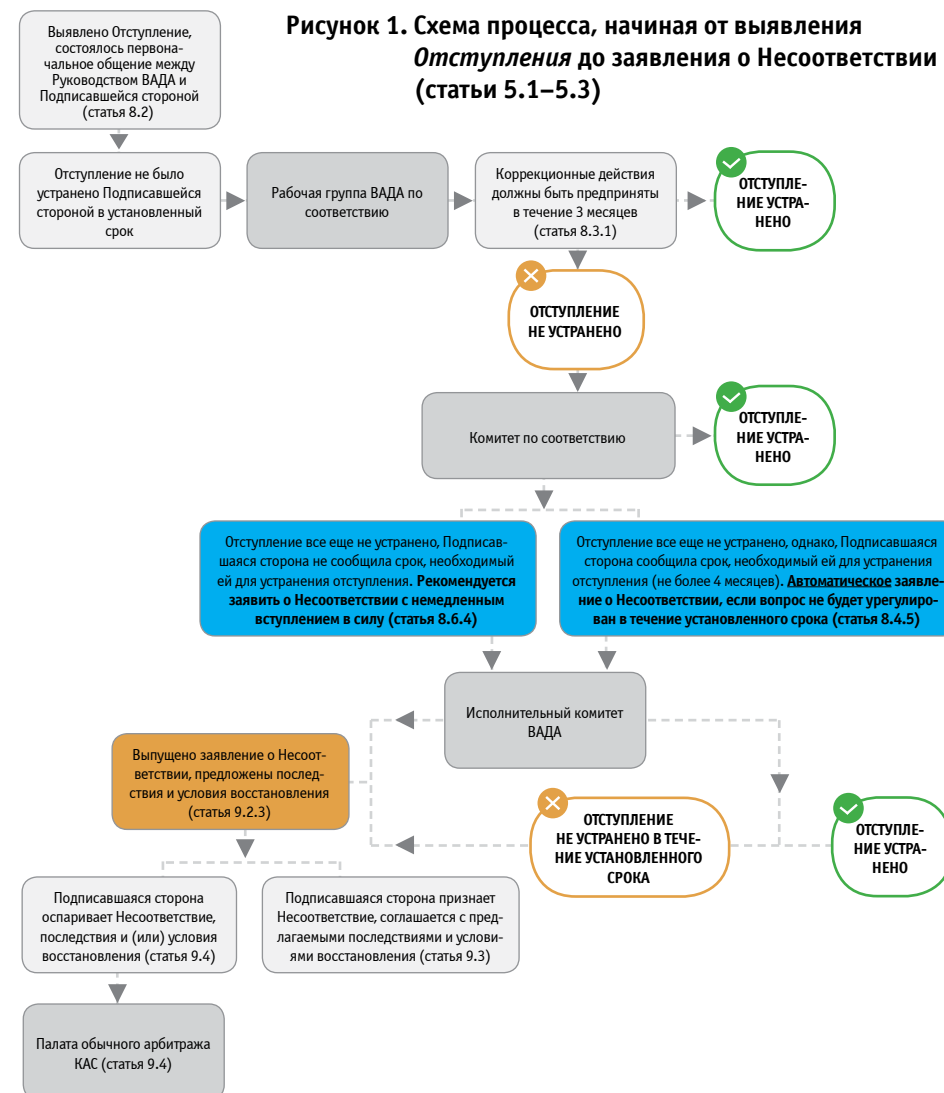 Рисунок 1. Схема процесса, начиная от выявления
Отступления до заявления о Несоответствии
(статьи 5.1–5.3)
Выявлено Отступление,
состоялось первона-
чальное общение между
Руководством ВАДА и
Подписавшейся стороной
(статья 8.2)
Отступление не было
устранено Подписавшейся
стороной в установленный
срок
Рабочая группа ВАДА по
соответствию
Коррекционные действия
должны быть предприняты
в течение 3 месяцев
(статья 8.3.1)
ОТСТУПЛЕ-
НИЕ УСТРА-
НЕНО
ОТСТУПЛЕНИЕ
НЕ УСТРАНЕНО
Комитет по соответствию
ОТСТУПЛЕ-
НИЕ УСТРА-
НЕНО
Отступление все еще не устранено, Подписав-
шаяся сторона не сообщила срок, необходимый
ей для устранения отступления. Рекомендуется
заявить о Несоответствии с немедленным
вступлением в силу (статья 8.6.4)
Отступление все еще не устранено, однако, Подписавшаяся
сторона сообщила срок, необходимый ей для устранения
отступления (не более 4 месяцев). Автоматическое заявле-
ние о Несоответствии, если вопрос не будет урегулиро-
ван в течение установленного срока (статья 8.4.5)
Исполнительный комитет
ВАДА
Выпущено заявление о Несоот-
ветствии, предложены послед-
ствия и условия восстановления
(статья 9.2.3)
ОТСТУПЛЕНИЕ
НЕ УСТРАНЕНО В ТЕЧЕ-
НИЕ УСТАНОВЛЕННОГО
СРОКА
ОТСТУПЛЕ-
НИЕ УСТРА-
НЕНО
Подписавшаяся сторона
оспаривает Несоответствие,
последствия и (или) условия
восстановления (статья 9.4)
Подписавшаяся сторона признает
Несоответствие, соглашается с пред-
лагаемыми последствиями и услови-
ями восстановления (статья 9.3)
Палата обычного арбитража
КАС (статья 9.4)